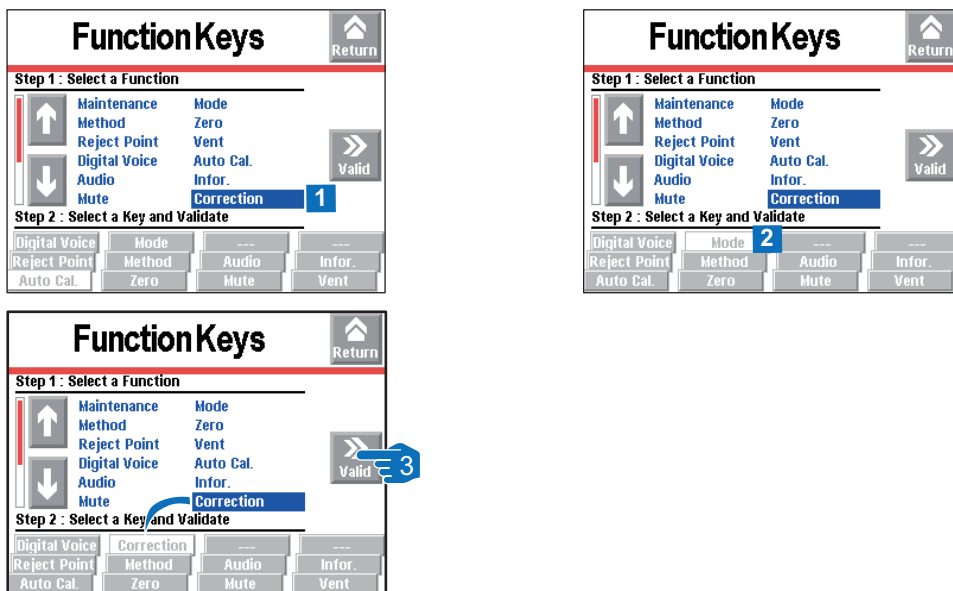 Function Keys
Return
Step 1 : Select a Function
Maintenance Mode
Method Zero
Reject Point Vent
Digital Voice Auto Cal.
Valid
Audio Infor.
Mute Correction 1
Step 2 : Select a Key and Validate
Digital Voice Mode --- ---
Reject Point Method Audio Infor.
Auto Cal. Zero Mute Vent
Function Keys
Return
Step 1 : Select a Function
Maintenance Mode
Method Zero
Reject Point Vent
Digital Voice Auto Cal.
Valid
Audio Infor.
Mute Correction
Step 2 : Select a Key and Validate
Digital Voice Mode 2 --- ---
Reject Point Method Audio Infor.
Auto Cal. Zero Mute Vent
Function Keys
Return
Step 1 : Select a Function
Maintenance Mode
Method Zero
Reject Point Vent
Digital Voice Auto Cal.
Valid 3
Audio Infor.
Mute Correction
Step 2 : Select a Key and Validate
Digital Voice Correction --- ---
Reject Point Method Audio Infor.
Auto Cal. Zero Mute Vent